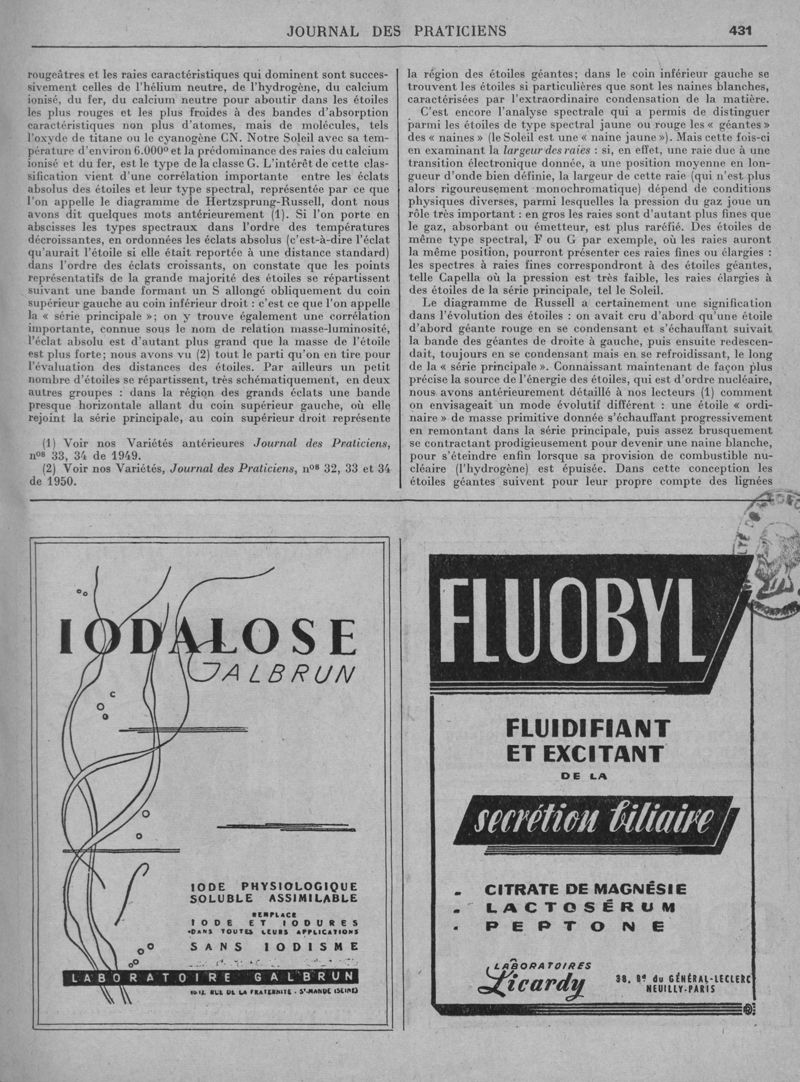 JOURNAL DES PRATICIENS
431
rougeâtres et les raies caractéristiques qui dominent sont succes-
sivement celles de l'hélium neutre, de l'hydrogène, du calcium
ionisé, du fer, du calcium neutre pour aboutir dans les étoiles
les plus rouges et les plus froides à des bandes d'absorption
caractéristiques non plus d'atomes, mais de molécules, tels
l'oxyde de titane ou le cyanogène CN. Notre Soleil avec sa tem-
pérature d'environ 6.000° et la prédominance des raies du calcium
ionisé et du fer, est le type de la classe G. L'intérêt de cette clas-
sification vient d'une corrélation importante entre les éclats
absolus des étoiles et leur type spectral, représentée par ce que
l'on appelle le diagramme de Hertzsprung-Russell, dont nous
avons dit quelques mots antérieurement (1). Si l'on porte en
abscisses les types spectraux dans l'ordre des températures
décroissantes, en ordonnées les éclats absolus (c'est-à-dire l'éclat
qu'aurait l'étoile si elle était reportée à une distance standard)
dans l'ordre des éclats croissants, on constate que les points
représentatifs de la grande majorité des étoiles se répartissent
suivant une bande formant un S allongé obliquement du coin
supérieur gauche au coin inférieur droit : c'est ce que l'on appelle
la « série principale »; on y trouve également une corrélation
importante, connue sous le nom de relation masse-luminosité,
l'éclat absolu est d'autant plus grand que la masse de l'étoile
est plus forte; nous avons vu (2) tout le parti qu'on en tire pour
l'évaluation des distances des étoiles. Par ailleurs un petit
nombre d'étoiles se répartissent, très schématiquement, en deux
autres groupes : dans la région des grands éclats une bande
presque horizontale allant du coin supérieur gauche, où elle
rejoint la série principale, au coin supérieur droit représente
(1) Voir nos Variétés antérieures Journal des Praticiens,
nos 33, 34 de 1949.
(2) Voir nos Variétés, Journal des Praticiens, nos 32, 33 et 34
de 1950.
la région des étoiles géantes; dans le coin inférieur gauche se
trouvent les étoiles si particulières que sont les naines blanches,
caractérisées par l'extraordinaire condensation de la matière.
C'est encore l'analyse spectrale qui a permis de distinguer
parmi les étoiles de type spectral jaune ou rouge les « géantes »
des « naines » (le Soleil est une « naine jaune »). Mais cette fois-ci
en examinant la largeur des raies : si, en effet, une raie due à une
transition électronique donnée, a une position moyenne en lon-
gueur d'onde bien définie, la largeur de cette raie (qui n'est plus
alors rigoureusement monochromatique) dépend de conditions
physiques diverses, parmi lesquelles la pression du gaz joue un
rôle très important : en gros les raies sont d'autant plus fines que
le gaz, absorbant ou émetteur, est plus raréfié. Des étoiles de
même type spectral, F ou G par exemple, où les raies auront
la même position, pourront présenter ces raies fines ou élargies :
les spectres à raies fines correspondront à des étoiles géantes,
telle Capella où la pression est très faible, les raies élargies à
des étoiles de la série principale, tel le Soleil.
Le diagramme de Russell a certainement une signification
dans l'évolution des étoiles : on avait cru d'abord qu'une étoile
d'abord géante rouge en se condensant et s'échauffant suivait
la bande des géantes de droite à gauche, puis ensuite redescen-
dait, toujours en se condensant mais en se refroidissant, le long
de la « série principale ». Connaissant maintenant de façon plus
précise la source de l'énergie des étoiles, qui est d'ordre nucléaire,
nous avons antérieurement détaillé à nos lecteurs (1) comment
on envisageait un mode évolutif différent : une étoile « ordi-
naire » de masse primitive donnée s'échauffant progressivement
en remontant dans la série principale, puis assez brusquement
se contractant prodigieusement pour devenir une naine blanche,
pour s'éteindre enfin lorsque sa provision de combustible nu-
cléaire (l'hydrogène) est épuisée. Dans cette conception les
étoiles géantes suivent pour leur propre compte des lignées
IODALOSE
GALBRUN
IODE PHYSIOLOGIQUE
SOLUBLE ASSIMILABLE
REMPLACE
IODE ET IODURES
DANS TOUTES LEURS APPLICATIONS
SANS IODISME
LABORATOIRE GALBRUN
10-12, RUE DE LA FRATERNITÉ - ST-MANDÉ (SEINE)
FLUOBYL
FLUIDIFIANT
ET EXCITANT
DE LA
secrétion biliaire
- CITRATE DE MAGNÉSIE
- LACTOSÉRUM
- PEPTONE
LABORATOIRES
Licardy
38, Bd du GÉNÉRAL-LECLERC
NEUILLY-PARIS